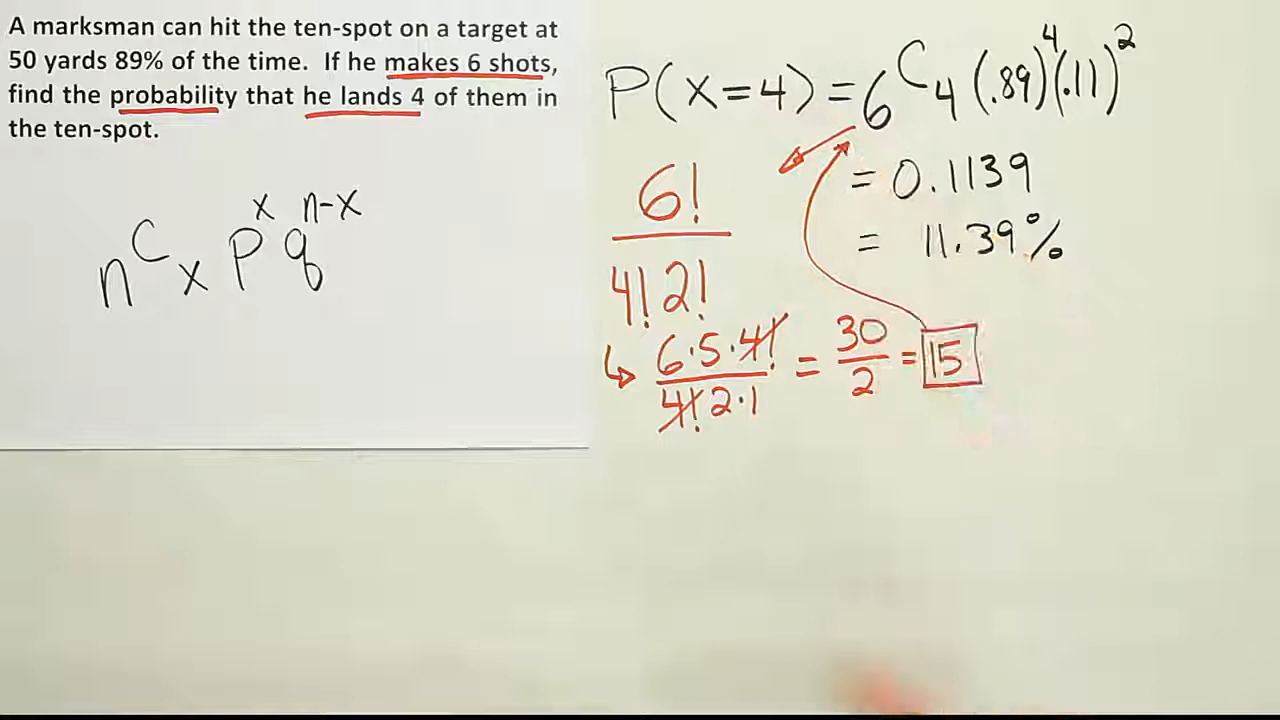 A marksman can hit the ten-spot on a target at
50 yards 89% of the time. If he makes 6 shots,
find the probability that he lands 4 of them in
the ten-spot.
nCx p^x q^n-x
P(x=4) = 6C4 (.89)^4 (.11)^2
= 0.1139
= 11.39%
6!
4! 2!
↳ 6·5·4! / 4! 2·1 = 30/2 = 15